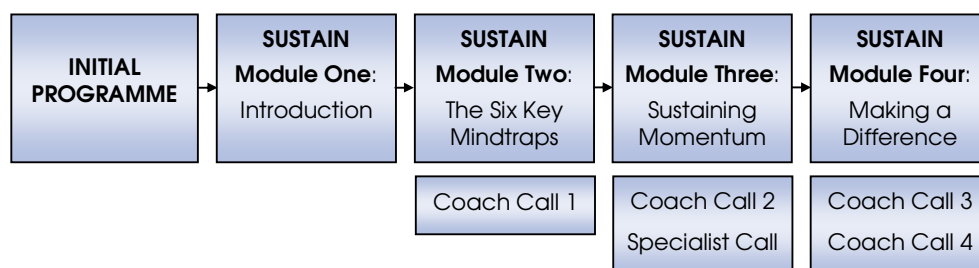 INITIAL
PROGRAMME
SUSTAIN
Module One:
Introduction
SUSTAIN
Module Two:
The Six Key
Mindtraps
SUSTAIN
Module Three:
Sustaining
Momentum
SUSTAIN
Module Four:
Making a
Difference
Coach Call 1
Coach Call 2
Specialist Call
Coach Call 3
Coach Call 4